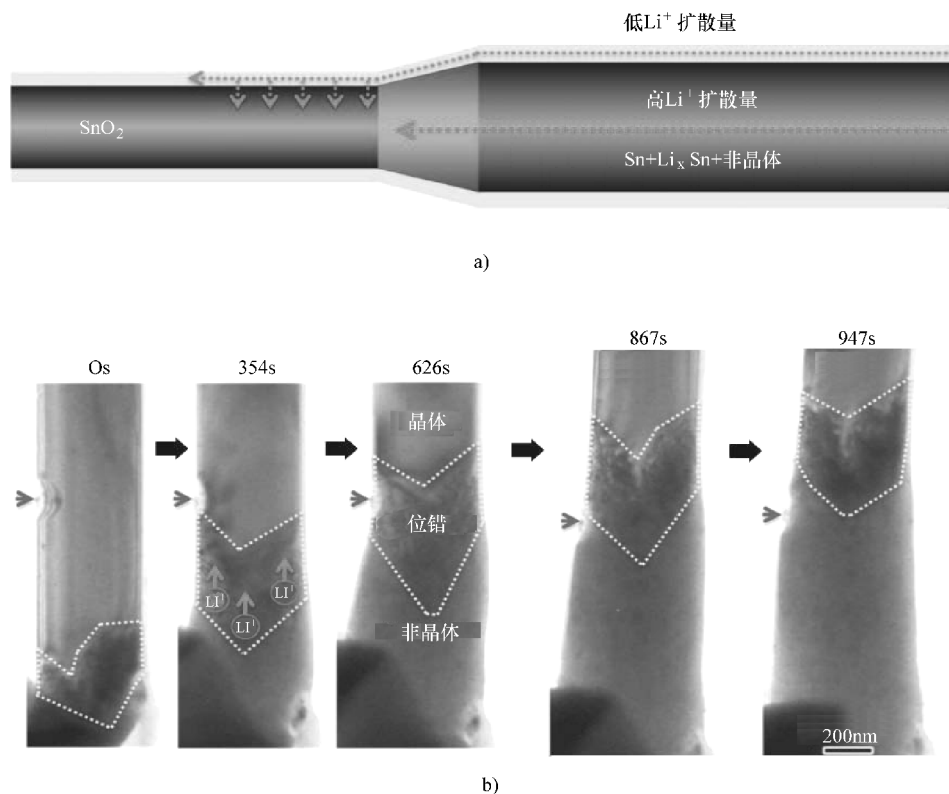 低Li⁺ 扩散量
高Li⁺ 扩散量
SnO₂
Sn+LiₓSn+非晶体
a)
Os
354s
626s
867s
947s
晶体
位错
LI⁺
LI⁺
LI⁺
非晶体
200nm
b)